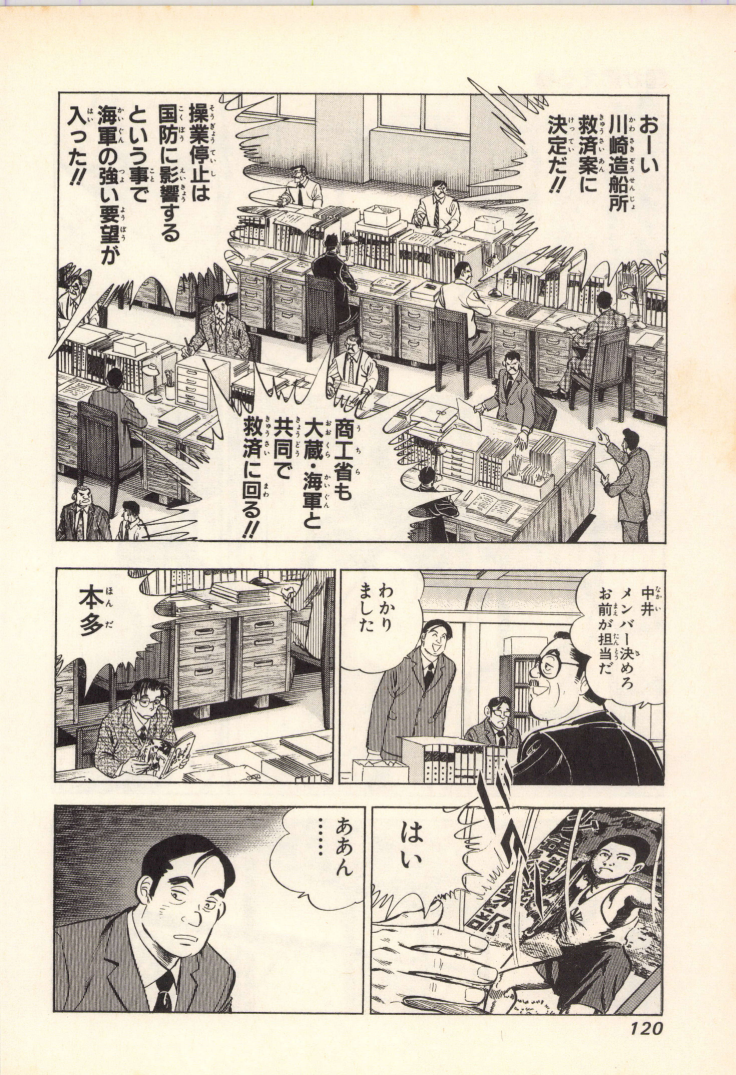 おーい
川崎造船所
救済案に
決定だ!!
操業停止は
国防に影響する
という事で
海軍の強い要望が
入った!!
商工省も
大蔵・海軍と
共同で
救済に回る!!
中井
メンバー決めろ
お前が担当だ
わかり
ました
本多
はい
ああん
……
120